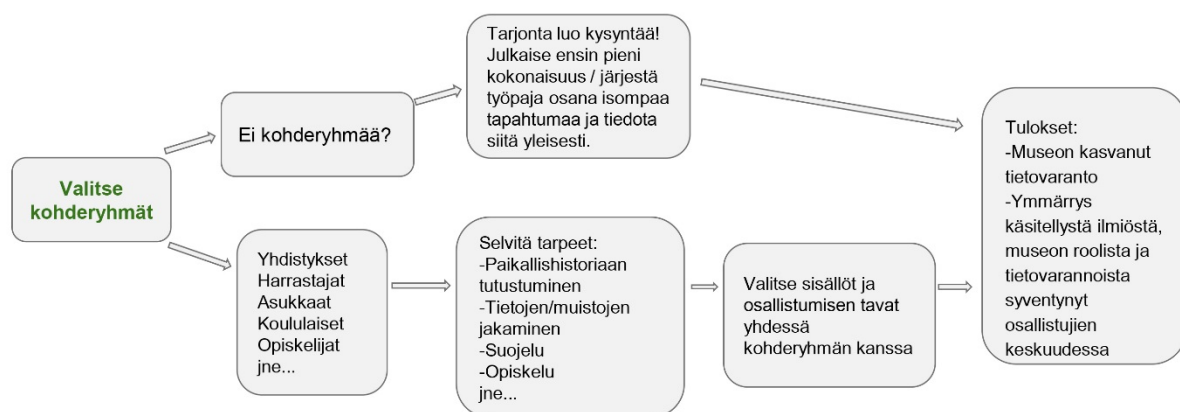 Valitse
kohderyhmät
Ei kohderyhmää?
Tarjonta luo kysyntää!
Julkaise ensin pieni
kokonaisuus / järjestä
työpaja osana isompaa
tapahtumaa ja tiedota
siitä yleisesti.
Yhdistykset
Harrastajat
Asukkaat
Koululaiset
Opiskelijat
jne...
Selvitä tarpeet:
-Paikallishistoriaan
tutustuminen
-Tietojen/muistojen
jakaminen
-Suojelu
-Opiskelu
jne...
Valitse sisällöt ja
osallistumisen tavat
yhdessä
kohderyhmän kanssa
Tulokset:
-Museon kasvanut
tietovaranto
-Ymmärrys
käsitellystä ilmiöstä,
museon roolista ja
tietovarannoista
syventynyt
osallistujien
keskuudessa